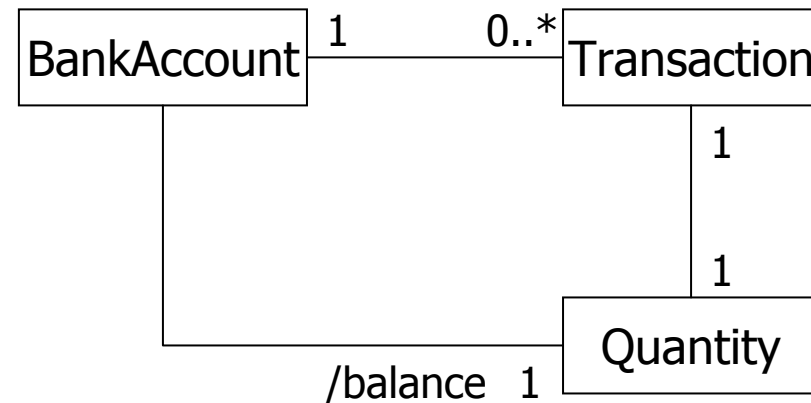 BankAccount
1
0..*
Transaction
1
1
Quantity
/balance 1